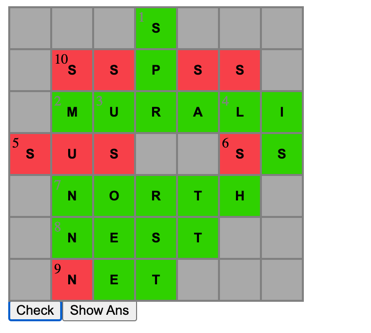 S
10 S S P S S
M U R A L I
5 S U S 6 S S
N O R T H
N E S T
9 N E T
Check Show Ans